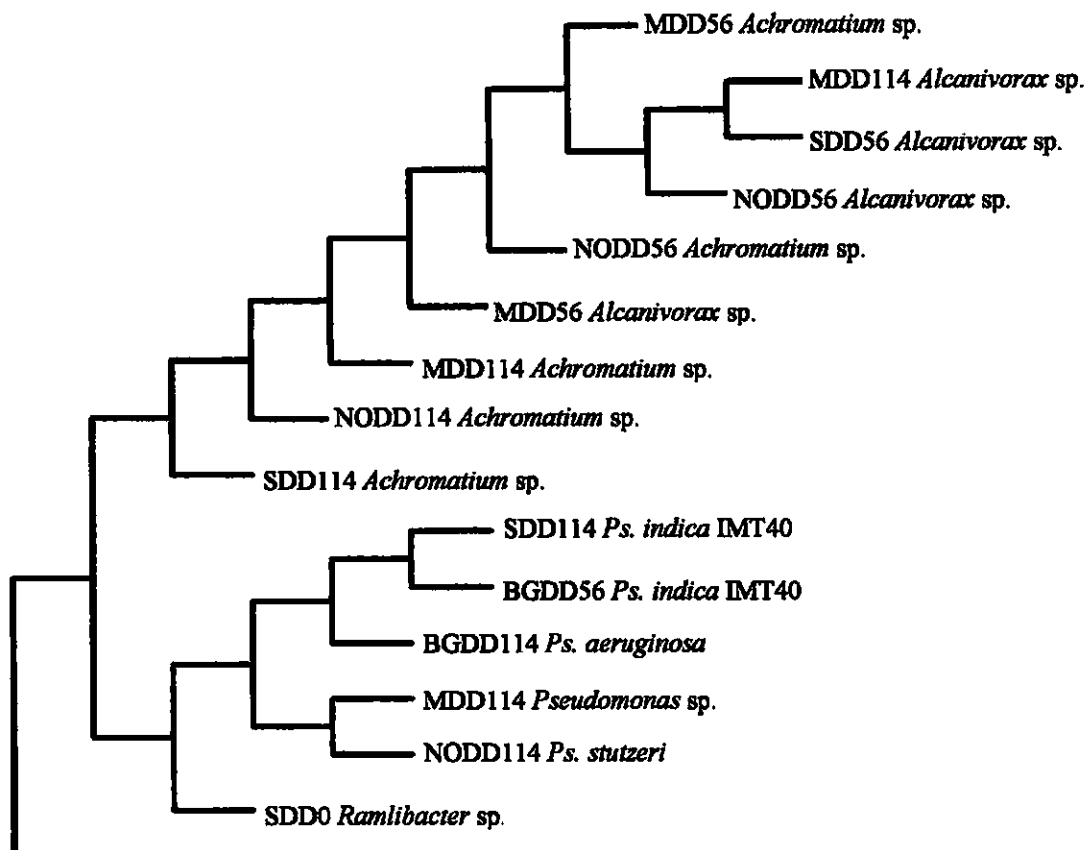 MDD56 Achromatium sp.
MDD114 Alcanivorax sp.
SDD56 Alcanivorax sp.
NODD56 Alcanivorax sp.
NODD56 Achromatium sp.
MDD56 Alcanivorax sp.
MDD114 Achromatium sp.
NODD114 Achromatium sp.
SDD114 Achromatium sp.
SDD114 Ps. indica IMT40
BGDD56 Ps. indica IMT40
BGDD114 Ps. aeruginosa
MDD114 Pseudomonas sp.
NODD114 Ps. stutzeri
SDD0 Ramlibacter sp.